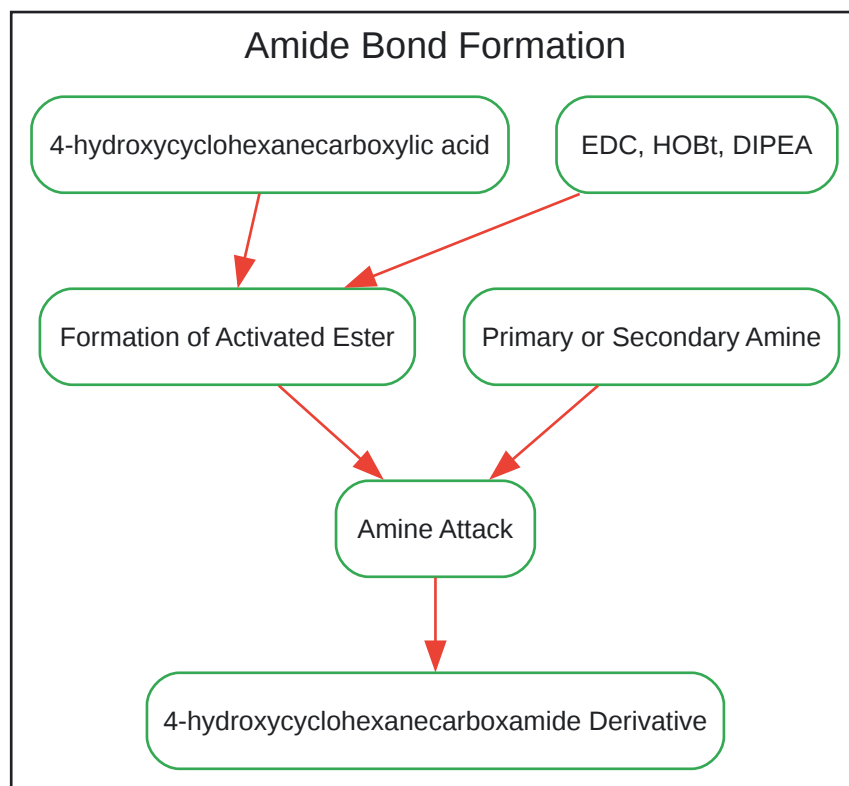 Amide Bond Formation
4-hydroxycyclohexanecarboxylic acid
EDC, HOBt, DIPEA
Formation of Activated Ester
Primary or Secondary Amine
Amine Attack
4-hydroxycyclohexanecarboxamide Derivative